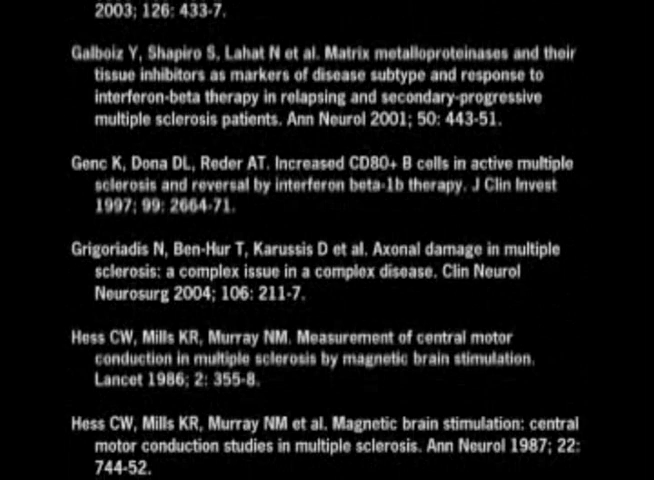 2003; 126: 433-7.
Galboiz Y, Shapiro S, Lahat N et al. Matrix metalloproteinases and their
tissue inhibitors as markers of disease subtype and response to
interferon-beta therapy in relapsing and secondary-progressive
multiple sclerosis patients. Ann Neurol 2001; 50: 443-51.
Genc K, Dona DL, Reder AT. Increased CD80+ B cells in active multiple
sclerosis and reversal by interferon beta-1b therapy. J Clin Invest
1997; 99: 2664-71.
Grigoriadis N, Ben-Hur T, Karussis D et al. Axonal damage in multiple
sclerosis: a complex issue in a complex disease. Clin Neurol
Neurosurg 2004; 106: 211-7.
Hess CW, Mills KR, Murray NM. Measurement of central motor
conduction in multiple sclerosis by magnetic brain stimulation.
Lancet 1986; 2: 355-8.
Hess CW, Mills KR, Murray NM et al. Magnetic brain stimulation: central
motor conduction studies in multiple sclerosis. Ann Neurol 1987; 22:
744-52.